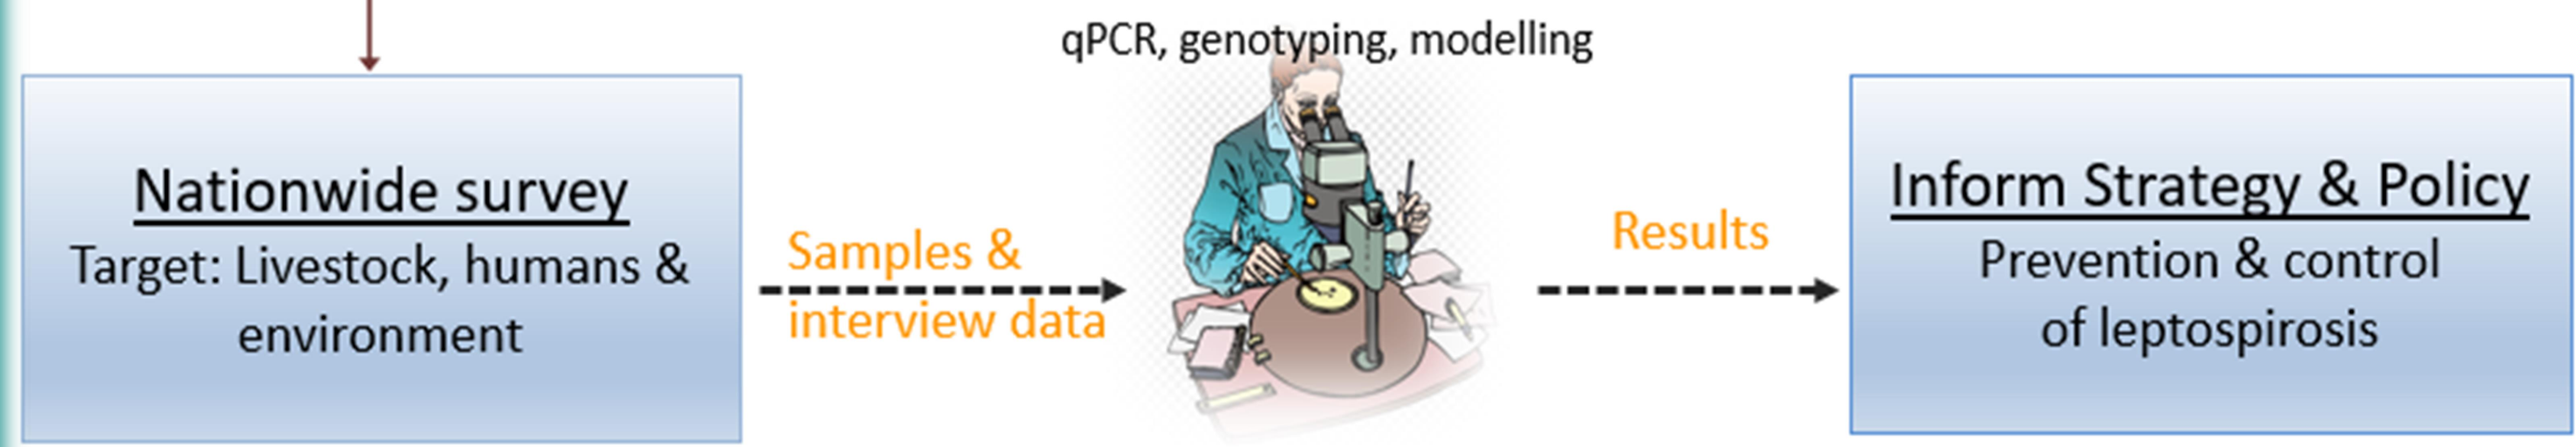 Nationwide survey
Target: Livestock, humans &
environment
Samples &
interview data
qPCR, genotyping, modelling
Results
Inform Strategy & Policy
Prevention & control
of leptospirosis